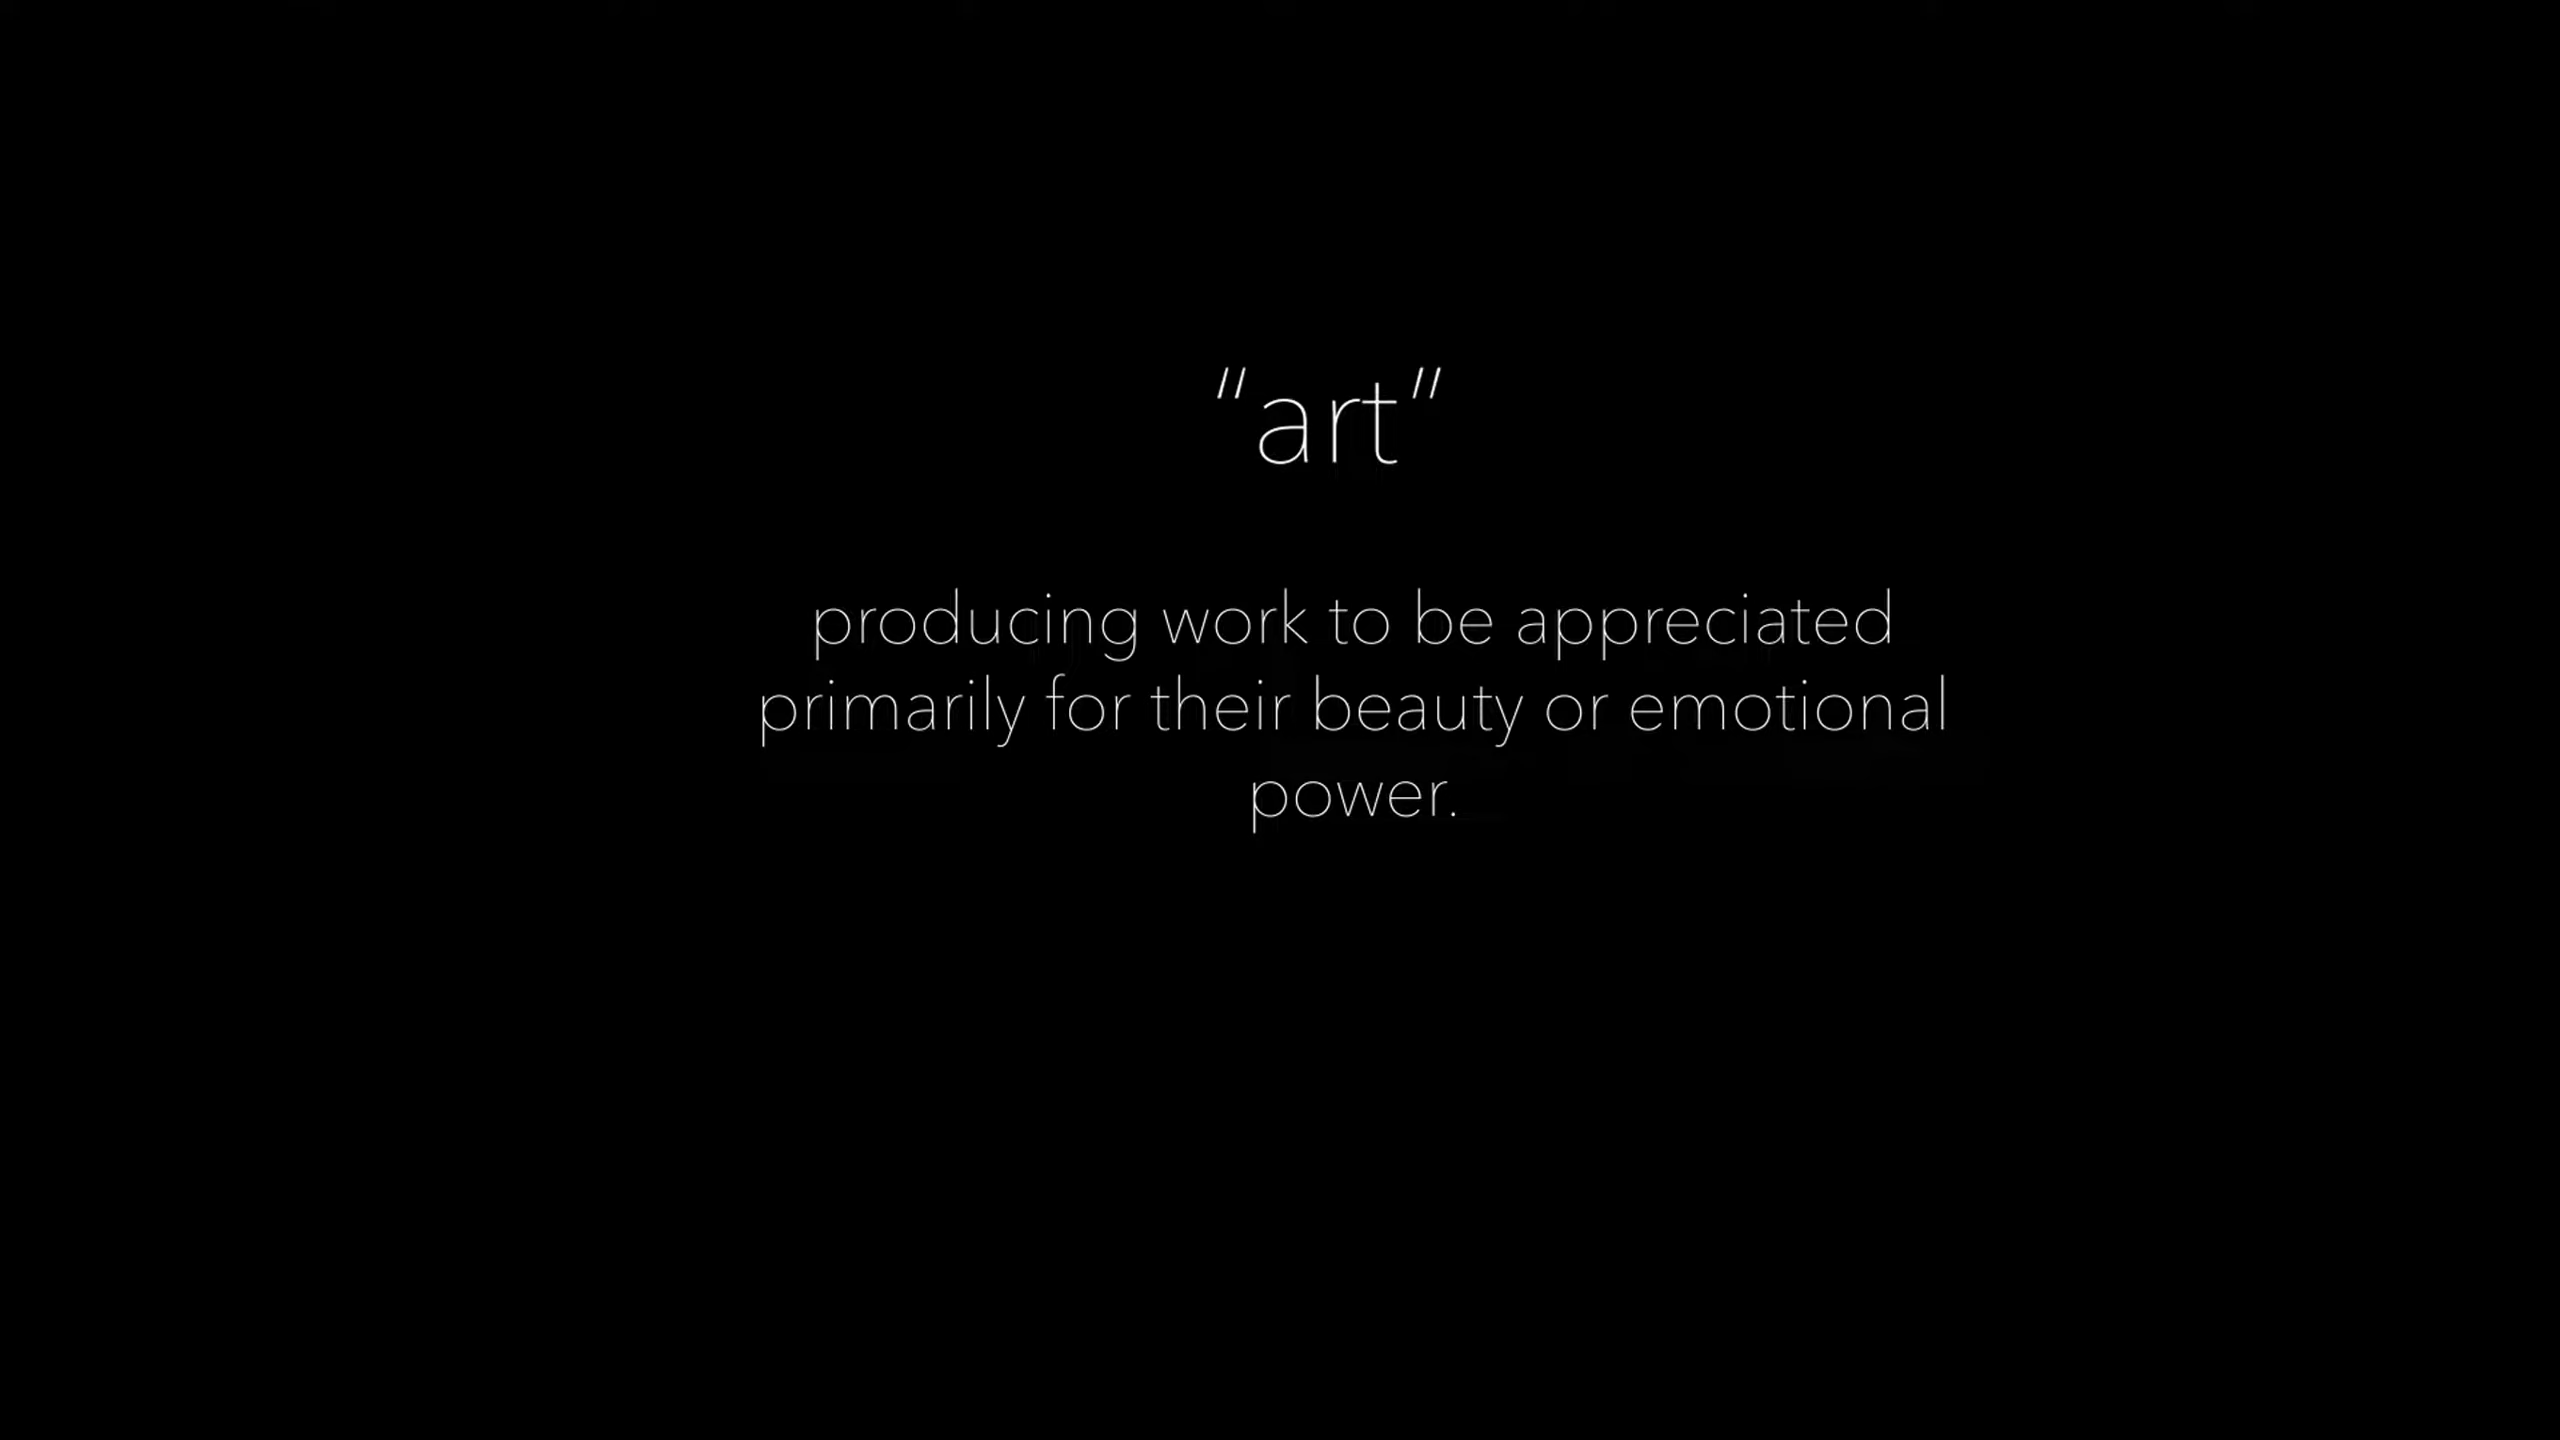 “art”
producing work to be appreciated
primarily for their beauty or emotional
power.